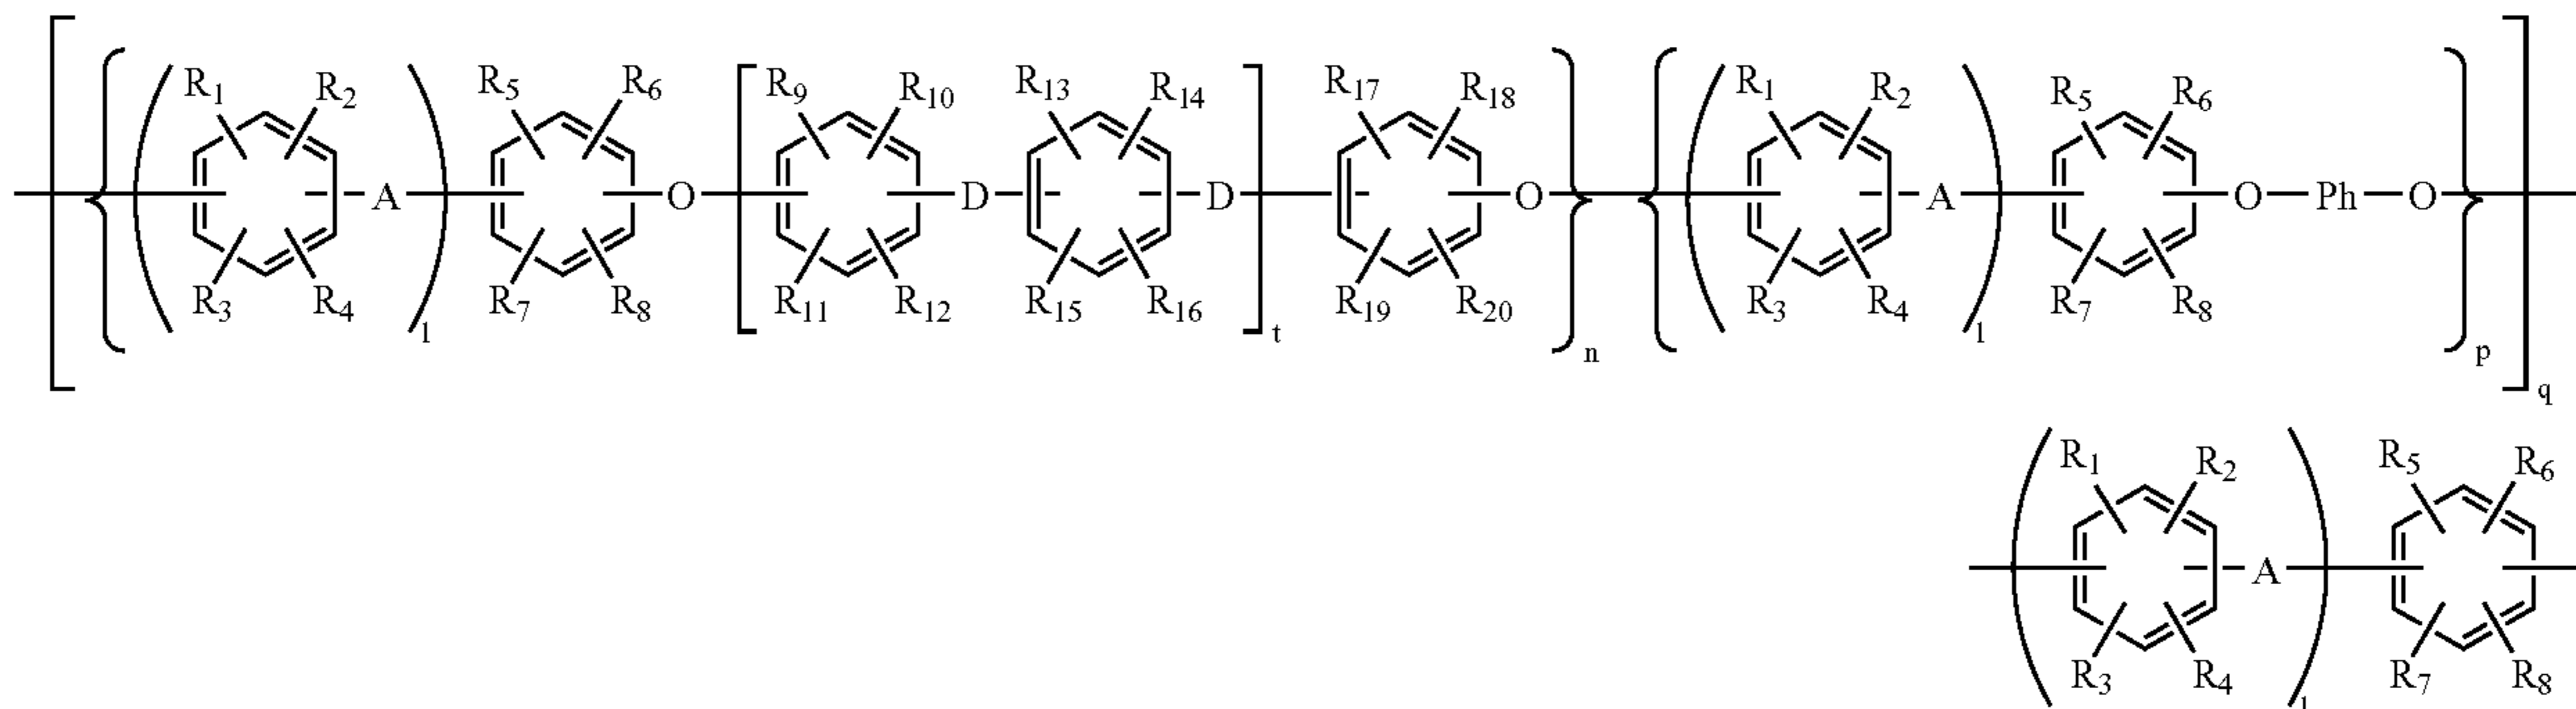 R1 R2 R5 R6 R9 R10 R13 R14 R17 R18 R1 R2 R5 R6
A O D D O A O Ph O
R3 R4 R7 R8 R11 R12 R15 R16 R19 R20 R3 R4 R7 R8
l t n l p q
R1 R2 R5 R6
A
R3 R4 R7 R8
l